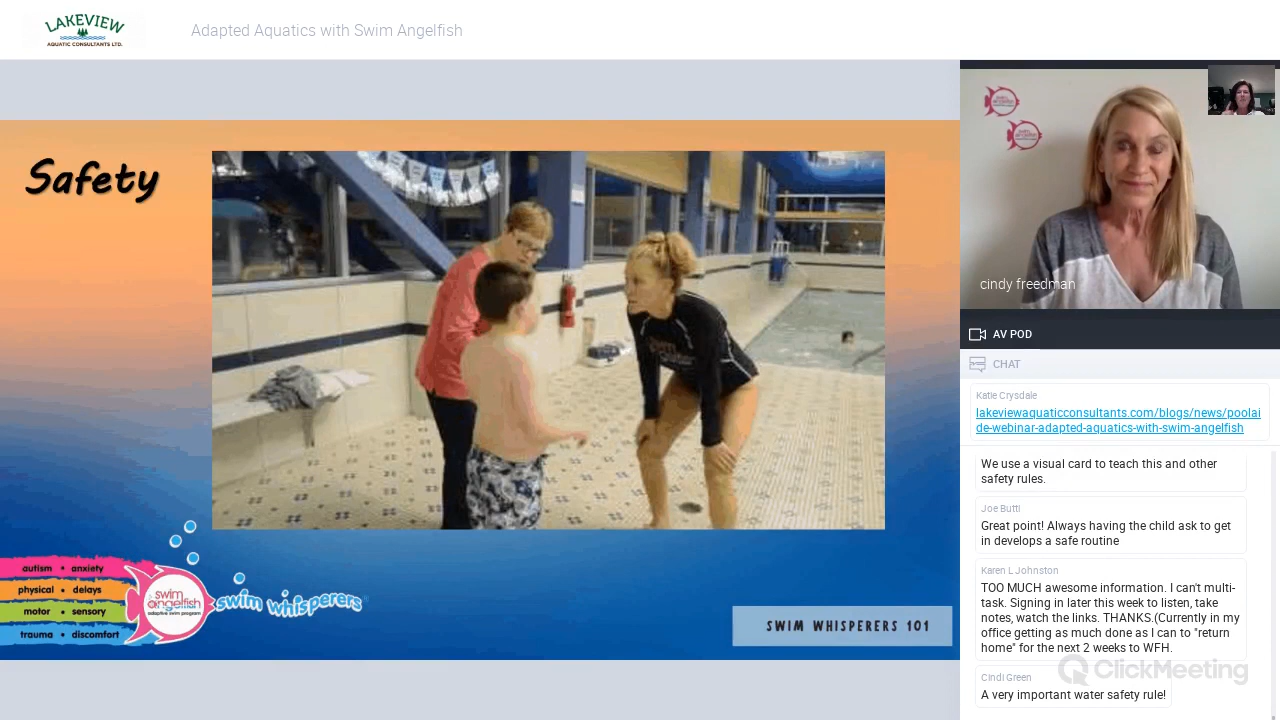 LAKEVIEW
AQUATIC CONSULTANTS LTD.
Adapted Aquatics with Swim Angelfish
Safety
autism • anxiety
physical • delays
motor • sensory
trauma • discomfort
swim
angelfish
adaptive swim program
swim whisperers
SWIM WHISPERERS 101
cindy freedman
AV POD
CHAT
Katie Crysdale
lakeviewaquaticconsultants.com/blogs/news/poolsi
de-webinar-adapted-aquatics-with-swim-angelfish
We use a visual card to teach this and other
safety rules.
Joe Butti
Great point! Always having the child ask to get
in develops a safe routine
Karen L Johnston
TOO MUCH awesome information. I can't multi-
task. Signing in later this week to listen, take
notes, watch the links. THANKS.(Currently in my
office getting as much done as I can to "return
home" for the next 2 weeks to WFH.
Cindi Green
A very important water safety rule!
ClickMeeting